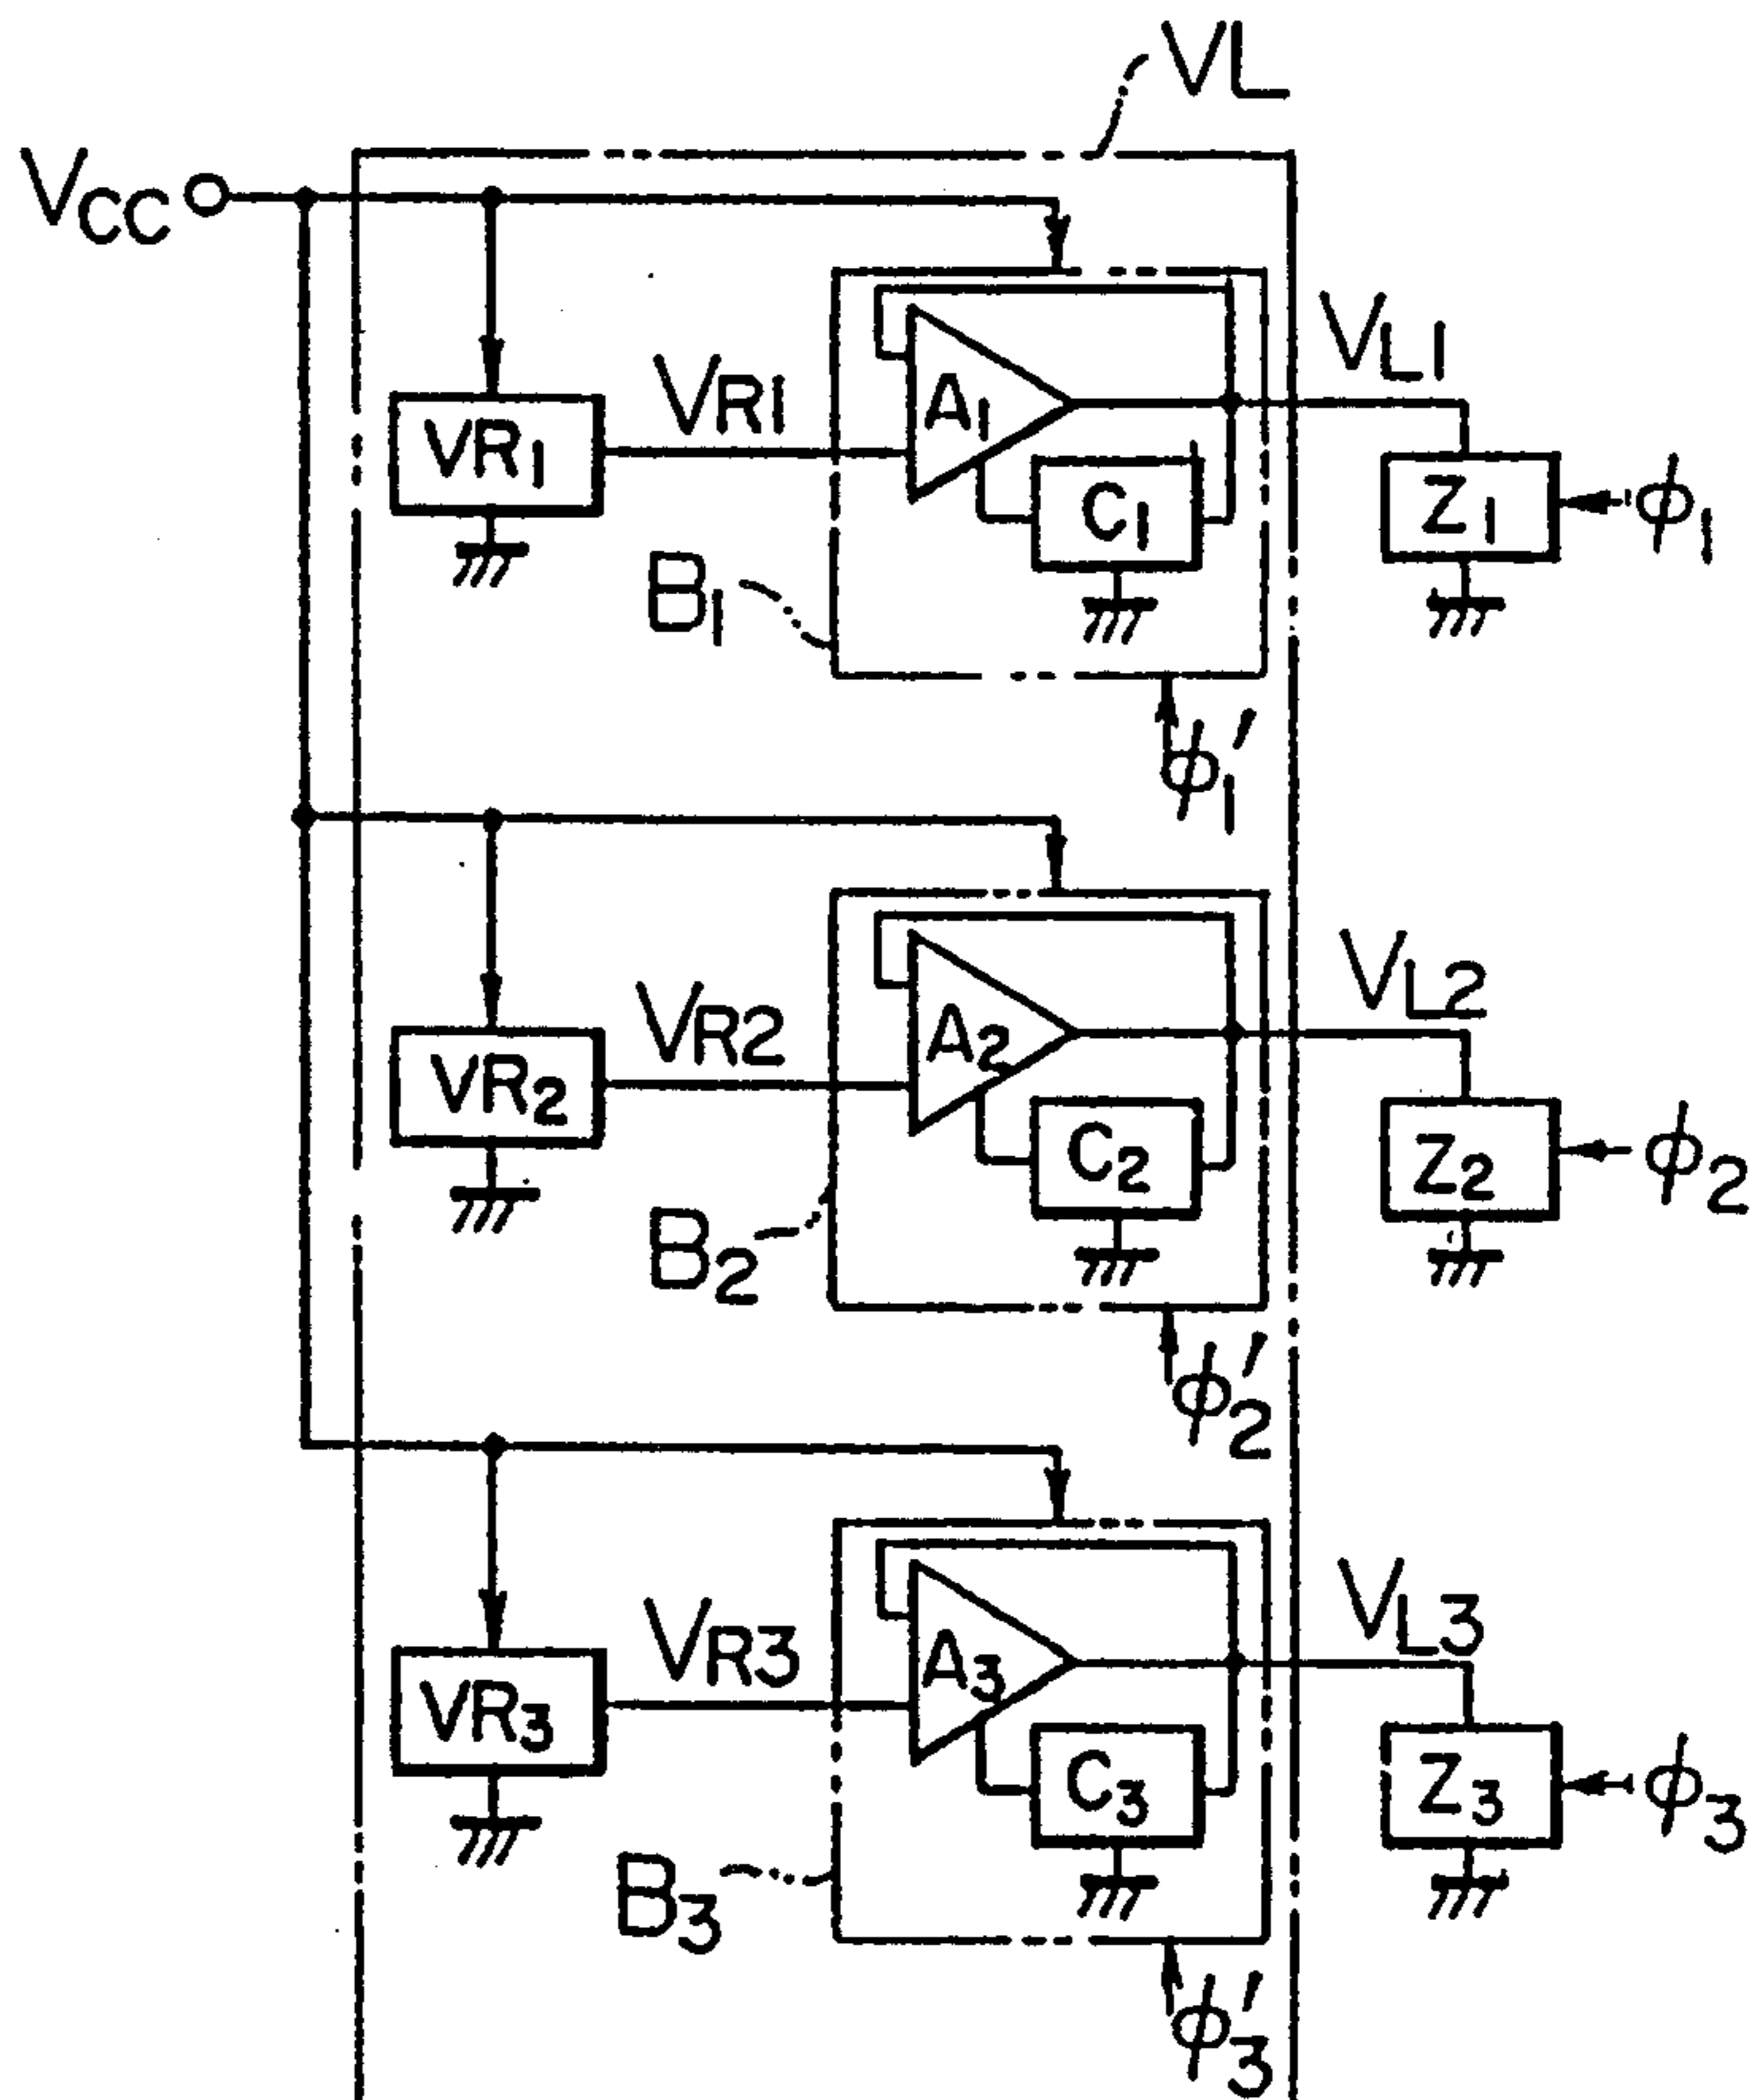 VL
VCC
VL1
VR1
A1
VR1
C1
Z1
ϕ1
B1
ϕ1'
VL2
VR2
A2
VR2
C2
Z2
ϕ2
B2
ϕ2'
VL3
VR3
A3
VR3
C3
Z3
ϕ3
B3
ϕ3'